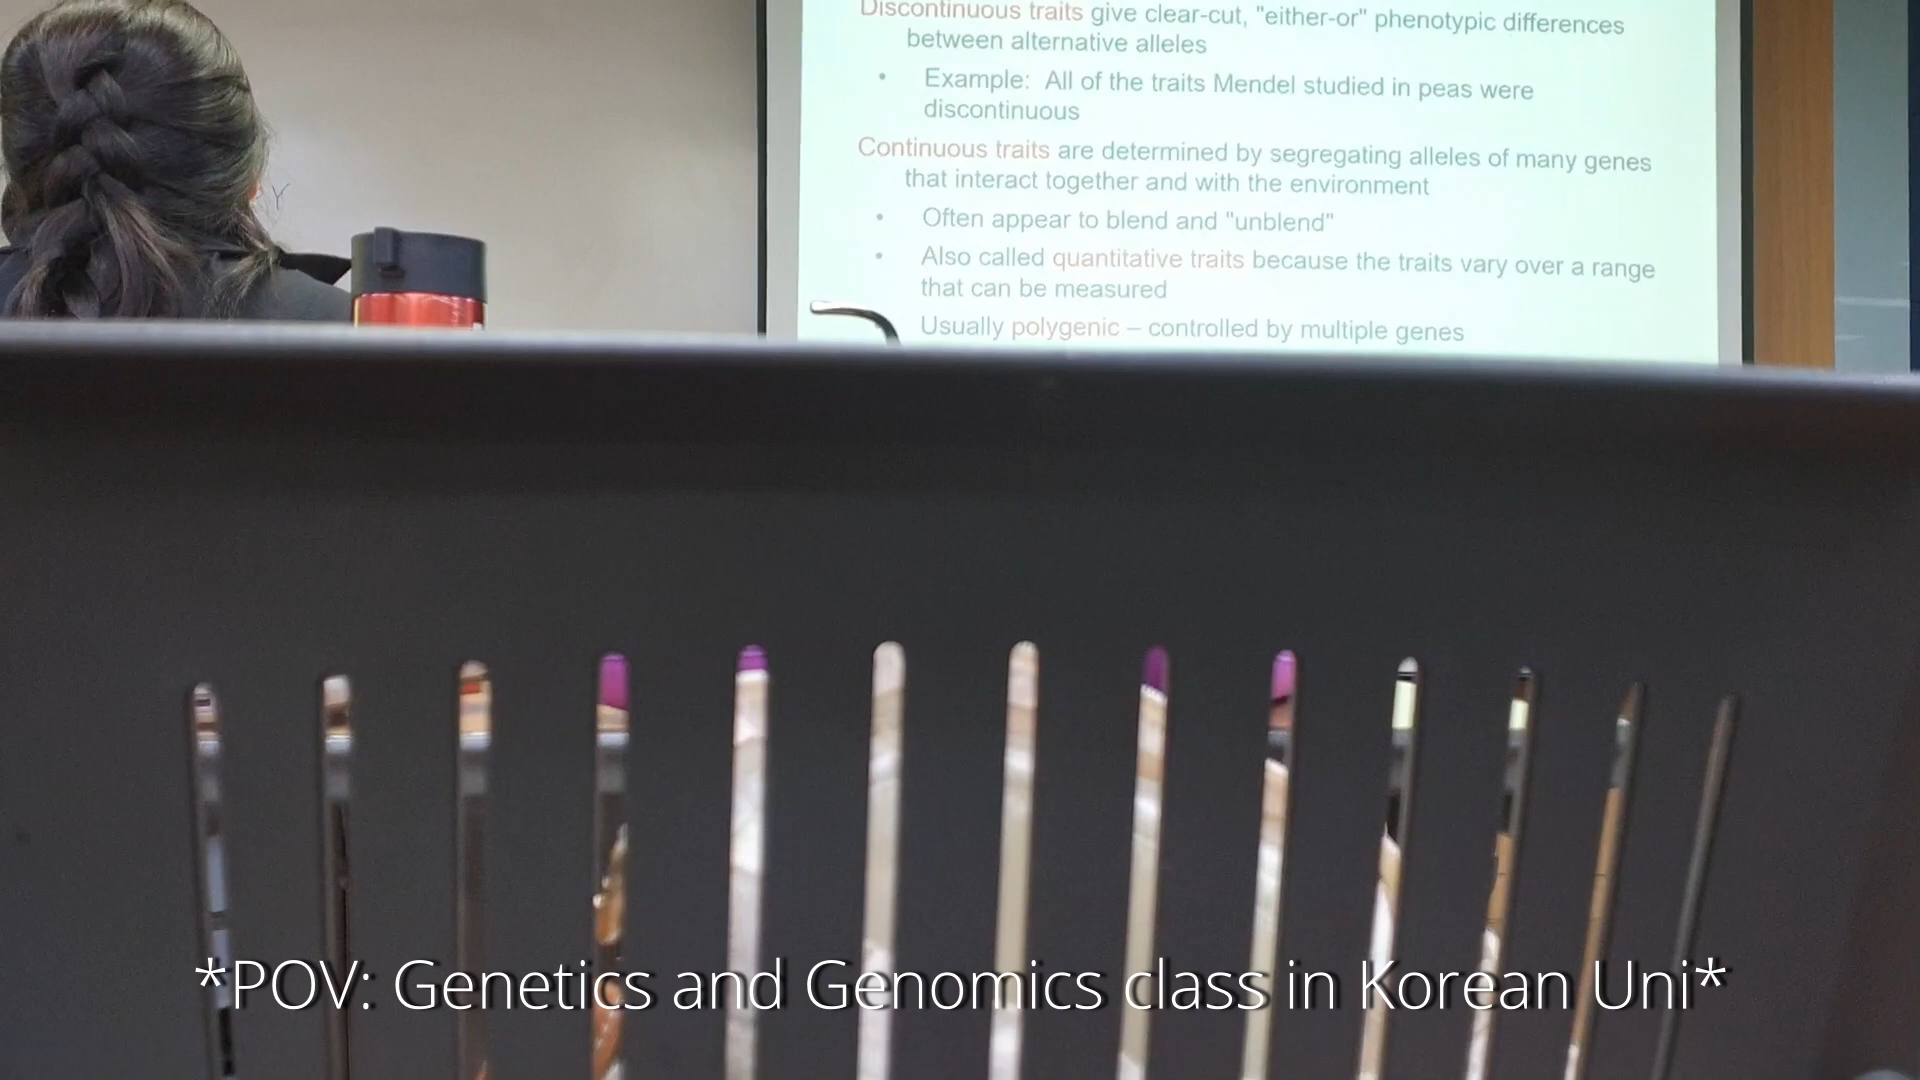 Discontinuous traits give clear-cut, "either-or" phenotypic differences
between alternative alleles
• Example: All of the traits Mendel studied in peas were
discontinuous
Continuous traits are determined by segregating alleles of many genes
that interact together and with the environment
• Often appear to blend and "unblend"
• Also called quantitative traits because the traits vary over a range
that can be measured
Usually polygenic – controlled by multiple genes
*POV: Genetics and Genomics class in Korean Uni*